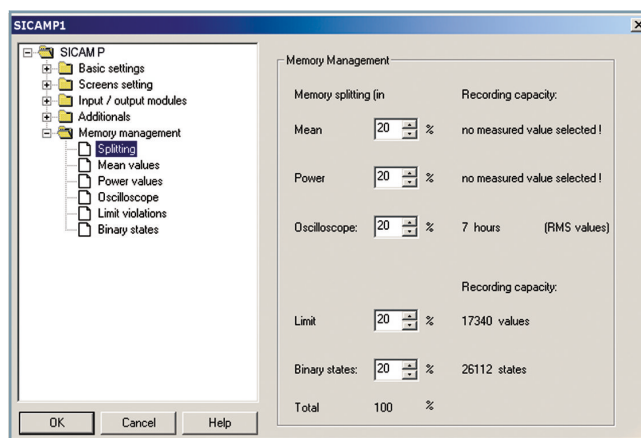 SICAMP1
SICAM P
Basic settings
Screens setting
Input / output modules
Additionals
Memory management
Splitting
Mean values
Power values
Oscilloscope
Limit violations
Binary states
OK Cancel Help
Memory Management
Memory splitting (in Recording capacity:
Mean 20 % no measured value selected !
Power 20 % no measured value selected !
Oscilloscope: 20 % 7 hours (RMS values)
Recording capacity:
Limit 20 % 17340 values
Binary states: 20 % 26112 states
Total 100 %